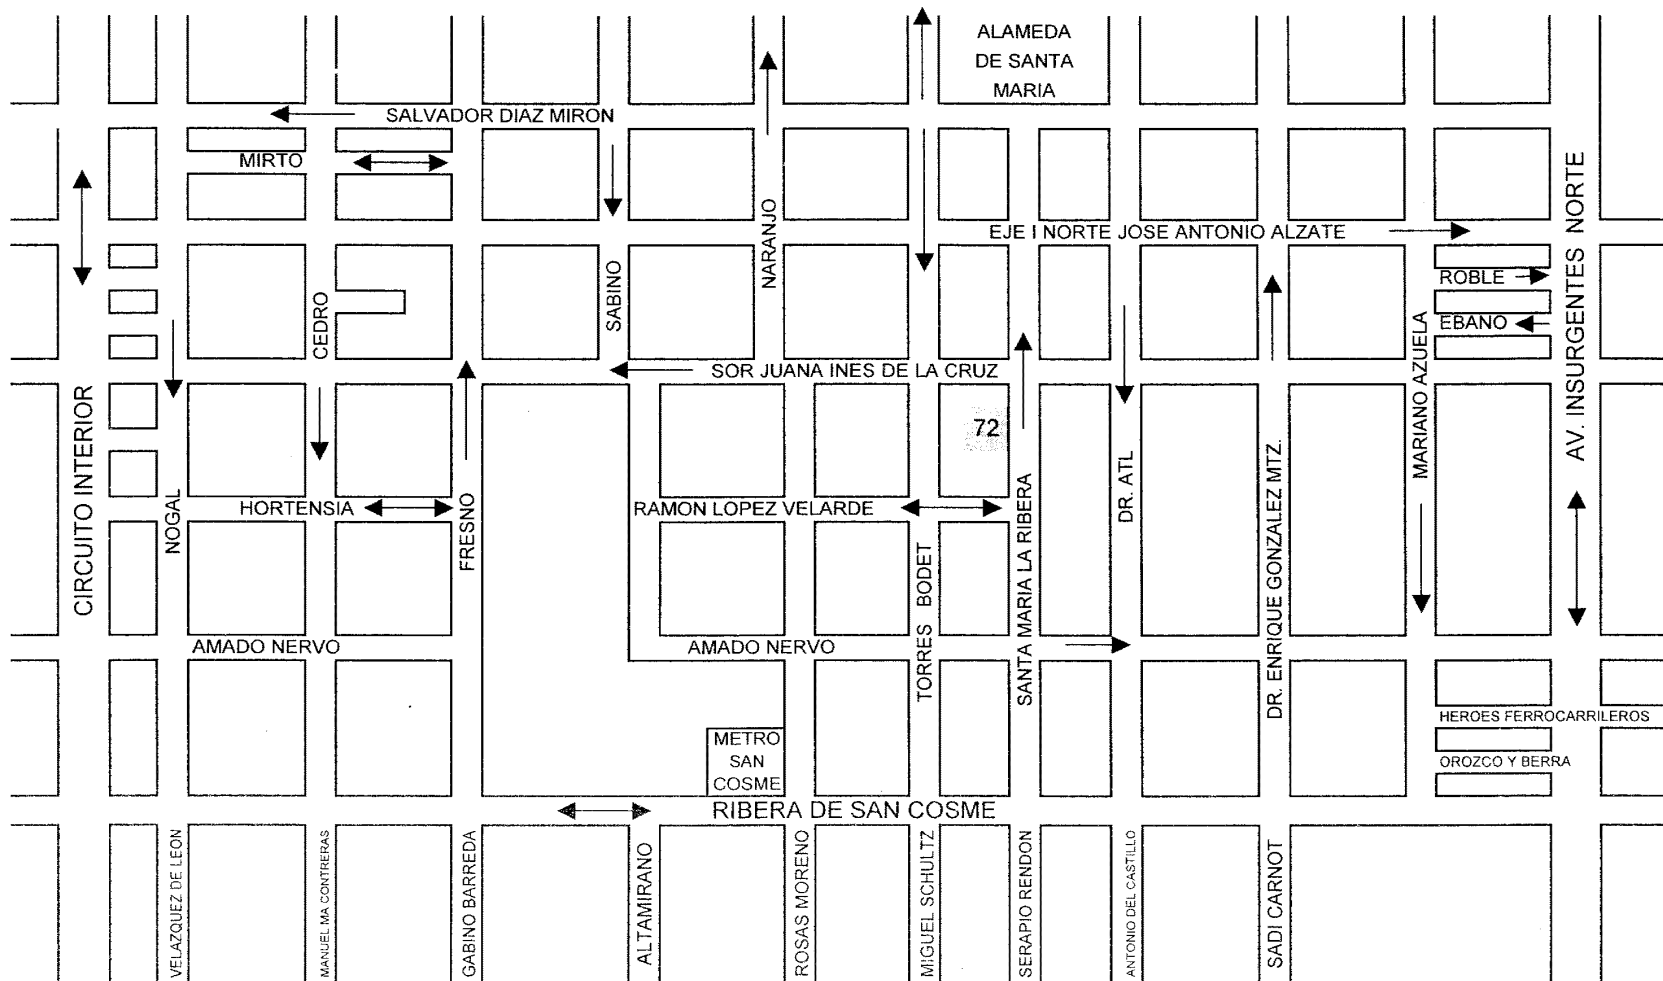 ALAMEDA
DE SANTA
MARIA
SALVADOR DIAZ MIRON
MIRTO
NARANJO
EJE I NORTE JOSE ANTONIO ALZATE
AV. INSURGENTES NORTE
ROBLE
EBANO
CEDRO
SABINO
SOR JUANA INES DE LA CRUZ
MARIANO AZUELA
CIRCUITO INTERIOR
72
NOGAL
HORTENSIA
FRESNO
RAMON LOPEZ VELARDE
TORRES BODET
SANTA MARIA LA RIBERA
DR. ATL
DR. ENRIQUE GONZALEZ MTZ.
AMADO NERVO
AMADO NERVO
HEROES FERROCARRILEROS
OROZCO Y BERRA
METRO
SAN
COSME
RIBERA DE SAN COSME
VELAZQUEZ DE LEON
MANUEL MA CONTRERAS
GABINO BARREDA
ALTAMIRANO
ROSAS MORENO
MIGUEL SCHULTZ
SERAPIO RENDON
ANTONIO DEL CASTILLO
SADI CARNOT